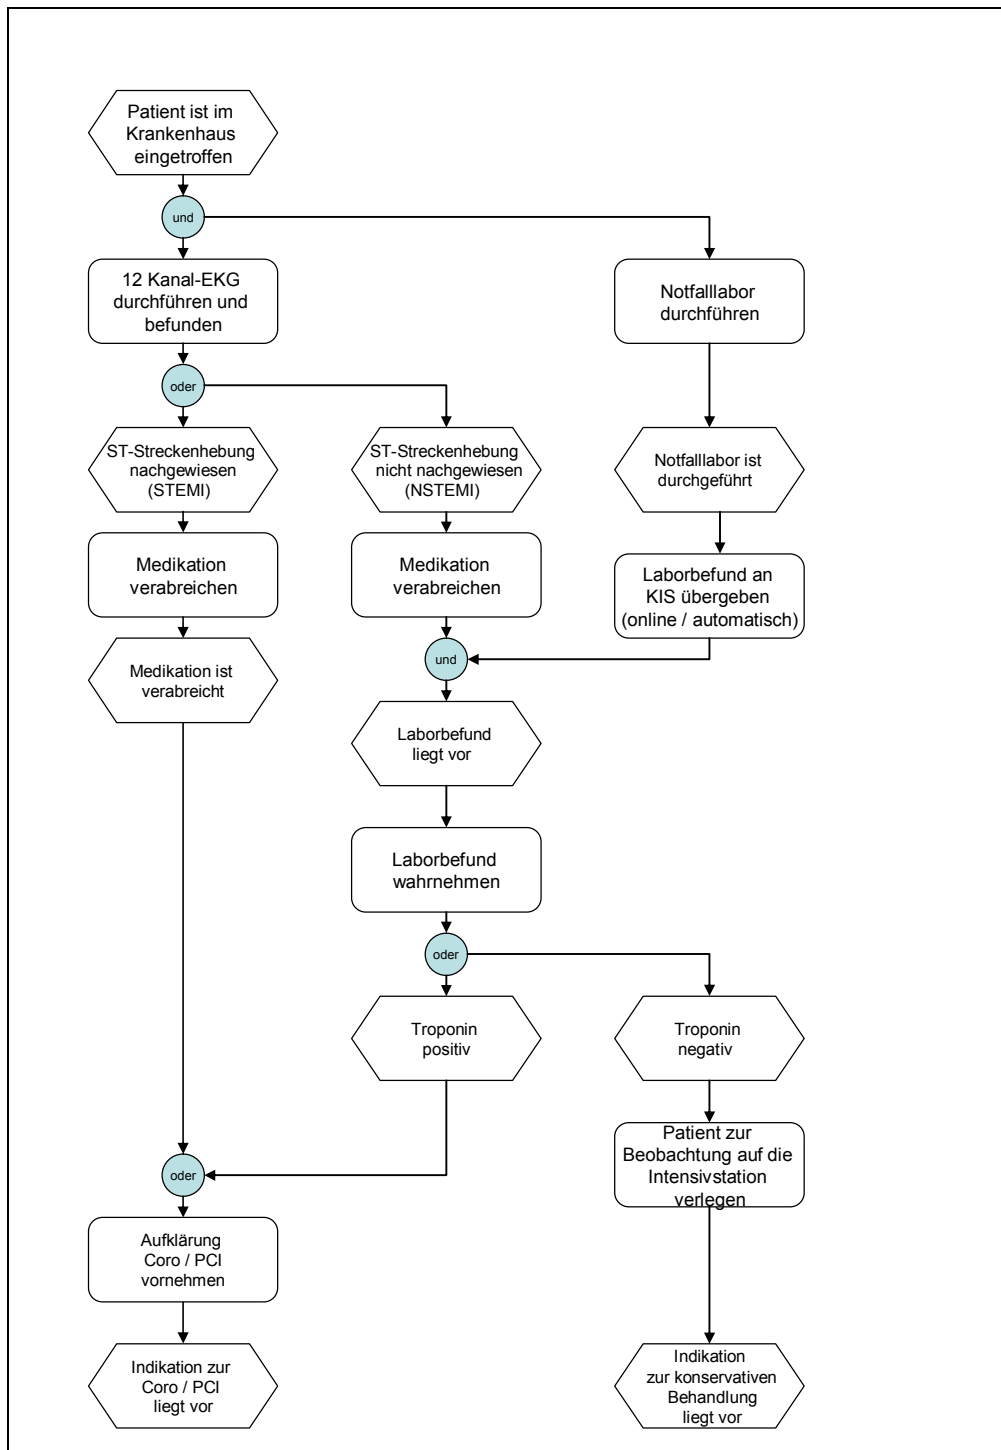 Patient ist im
Krankenhaus
eingetroffen
und
12 Kanal-EKG
durchführen und
befunden
Notfalllabor
durchführen
oder
ST-Streckenhebung
nachgewiesen
(STEMI)
ST-Streckenhebung
nicht nachgewiesen
(NSTEMI)
Notfalllabor ist
durchgeführt
Medikation
verabreichen
Medikation
verabreichen
Laborbefund an
KIS übergeben
(online / automatisch)
Medikation ist
verabreicht
und
Laborbefund
liegt vor
Laborbefund
wahrnehmen
oder
Troponin
positiv
Troponin
negativ
Patient zur
Beobachtung auf die
Intensivstation
verlegen
oder
Aufklärung
Coro / PCI
vornehmen
Indikation zur
Coro / PCI
liegt vor
Indikation
zur konservativen
Behandlung
liegt vor